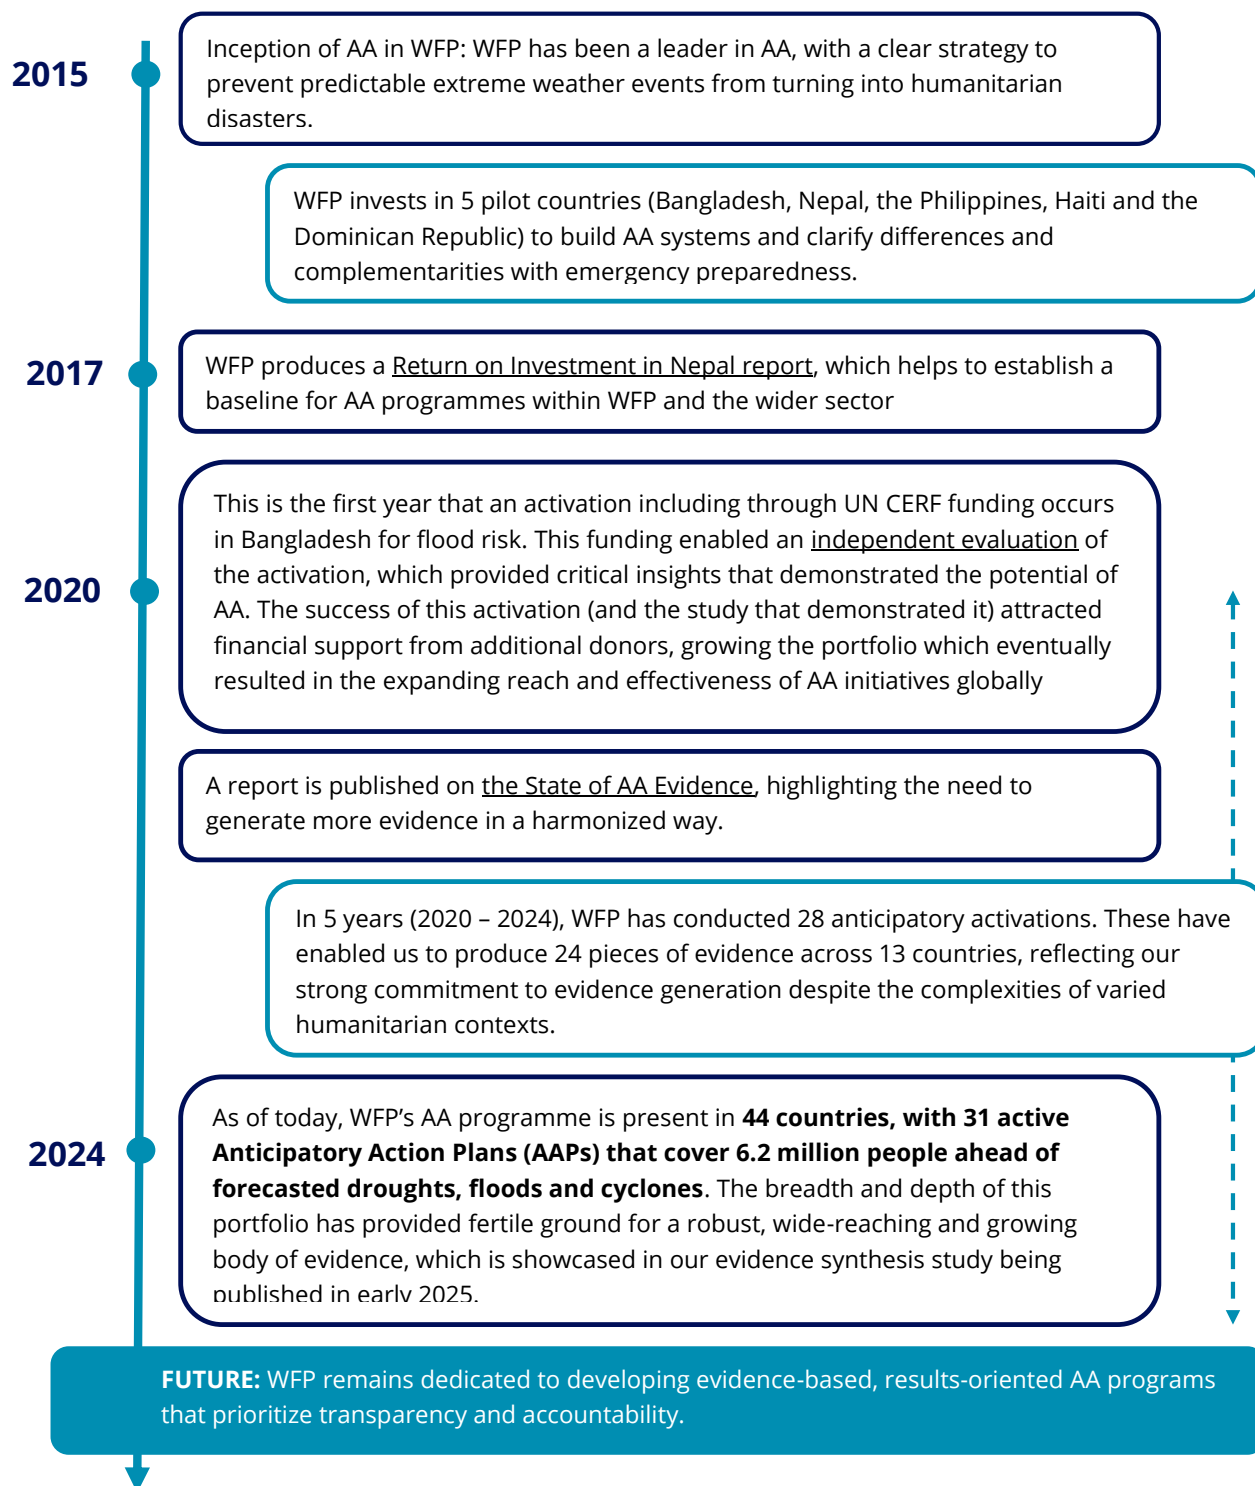 2015
Inception of AA in WFP: WFP has been a leader in AA, with a clear strategy to
prevent predictable extreme weather events from turning into humanitarian
disasters.
WFP invests in 5 pilot countries (Bangladesh, Nepal, the Philippines, Haiti and the
Dominican Republic) to build AA systems and clarify differences and
complementarities with emergency preparedness.
2017
WFP produces a Return on Investment in Nepal report, which helps to establish a
baseline for AA programmes within WFP and the wider sector
2020
This is the first year that an activation including through UN CERF funding occurs
in Bangladesh for flood risk. This funding enabled an independent evaluation of
the activation, which provided critical insights that demonstrated the potential of
AA. The success of this activation (and the study that demonstrated it) attracted
financial support from additional donors, growing the portfolio which eventually
resulted in the expanding reach and effectiveness of AA initiatives globally
A report is published on the State of AA Evidence, highlighting the need to
generate more evidence in a harmonized way.
In 5 years (2020 – 2024), WFP has conducted 28 anticipatory activations. These have
enabled us to produce 24 pieces of evidence across 13 countries, reflecting our
strong commitment to evidence generation despite the complexities of varied
humanitarian contexts.
2024
As of today, WFP’s AA programme is present in 44 countries, with 31 active
Anticipatory Action Plans (AAPs) that cover 6.2 million people ahead of
forecasted droughts, floods and cyclones. The breadth and depth of this
portfolio has provided fertile ground for a robust, wide-reaching and growing
body of evidence, which is showcased in our evidence synthesis study being
published in early 2025.
FUTURE: WFP remains dedicated to developing evidence-based, results-oriented AA programs
that prioritize transparency and accountability.